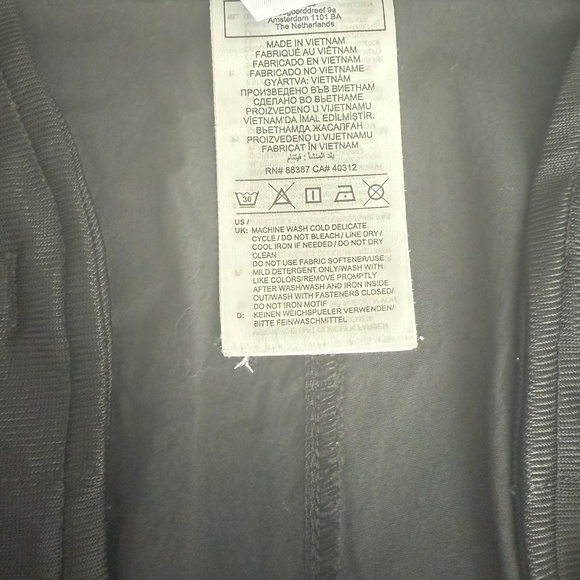 Amsterdam 1101 BA
The Netherlands
MADE IN VIETNAM
FABRIQUÉ AU VIÊTNAM
FABRICADO EN VIETNAM
FABRICADO NO VIETNAME
GYÁRTVA: VIETNÁM
ПРОИЗВЕДЕНО ВЪВ ВИЕТНАМ
СДЕЛАНО ВО ВЬЕТНАМЕ
PROIZVEDENO U VIJETNAMU
VİETNAM'DA İMAL EDİLMİŞTİR.
ВЬЕТНАМДА ЖАСАЛҒАН
PROIZVEDENO U VIJETNAMU
FABRICAT ÎN VIETNAM
بلد المنشأ : فيتنام
RN# 88387 CA# 40312
30
US /
UK: MACHINE WASH COLD DELICATE
CYCLE / DO NOT BLEACH / LINE DRY /
COOL IRON IF NEEDED / DO NOT DRY
CLEAN
DO NOT USE FABRIC SOFTENER/USE
MILD DETERGENT ONLY/WASH WITH
LIKE COLORS/REMOVE PROMPTLY
AFTER WASH/WASH AND IRON INSIDE
OUT/WASH WITH FASTENERS CLOSED/
DO NOT IRON MOTIF
D: KEINEN WEICHSPUELER VERWENDEN/
BITTE FEINWASCHMITTEL